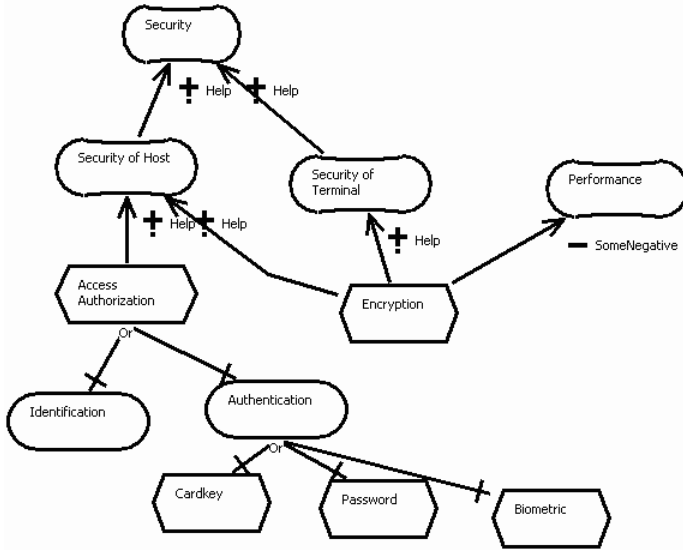 Security
Help
Help
Security of Host
Security of
Terminal
Performance
Help
Help
Help
SomeNegative
Access
Authorization
Encryption
Or
Identification
Authentication
Or
Cardkey
Password
Biometric